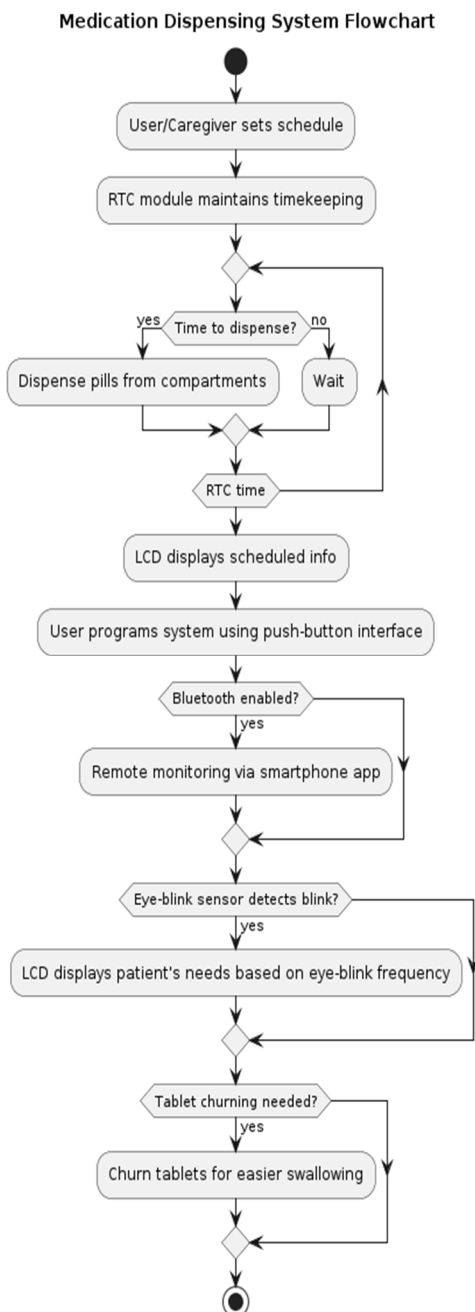 Medication Dispensing System Flowchart
User/Caregiver sets schedule
RTC module maintains timekeeping
yes
Time to dispense?
no
Dispense pills from compartments
Wait
RTC time
LCD displays scheduled info
User programs system using push-button interface
Bluetooth enabled?
yes
Remote monitoring via smartphone app
Eye-blink sensor detects blink?
yes
LCD displays patient's needs based on eye-blink frequency
Tablet churning needed?
yes
Churn tablets for easier swallowing